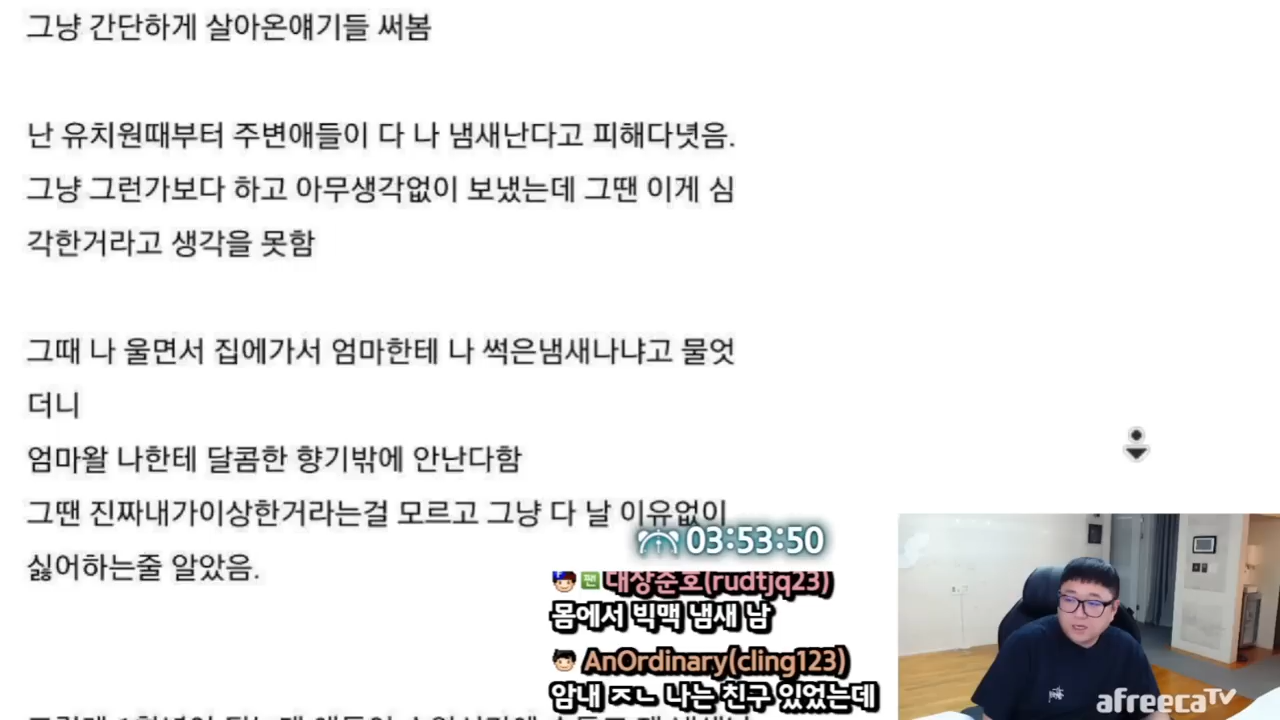 그냥 간단하게 살아온얘기들 써봄
난 유치원때부터 주변애들이 다 나 냄새난다고 피해다녓음.
그냥 그런가보다 하고 아무생각없이 보냈는데 그땐 이게 심
각한거라고 생각을 못함
그때 나 울면서 집에가서 엄마한테 나 썩은냄새나냐고 물엇
더니
엄마왈 나한테 달콤한 향기밖에 안난다함
그땐 진짜내가이상한거라는걸 모르고 그냥 다 날 이유없이
싫어하는줄 알았음.
03:53:50
대상준호(rudtjq23)
몸에서 빅맥 냄새 남
AnOrdinary(cling123)
암내 ㅈㄴ 나는 친구 있었는데
afreecaTV